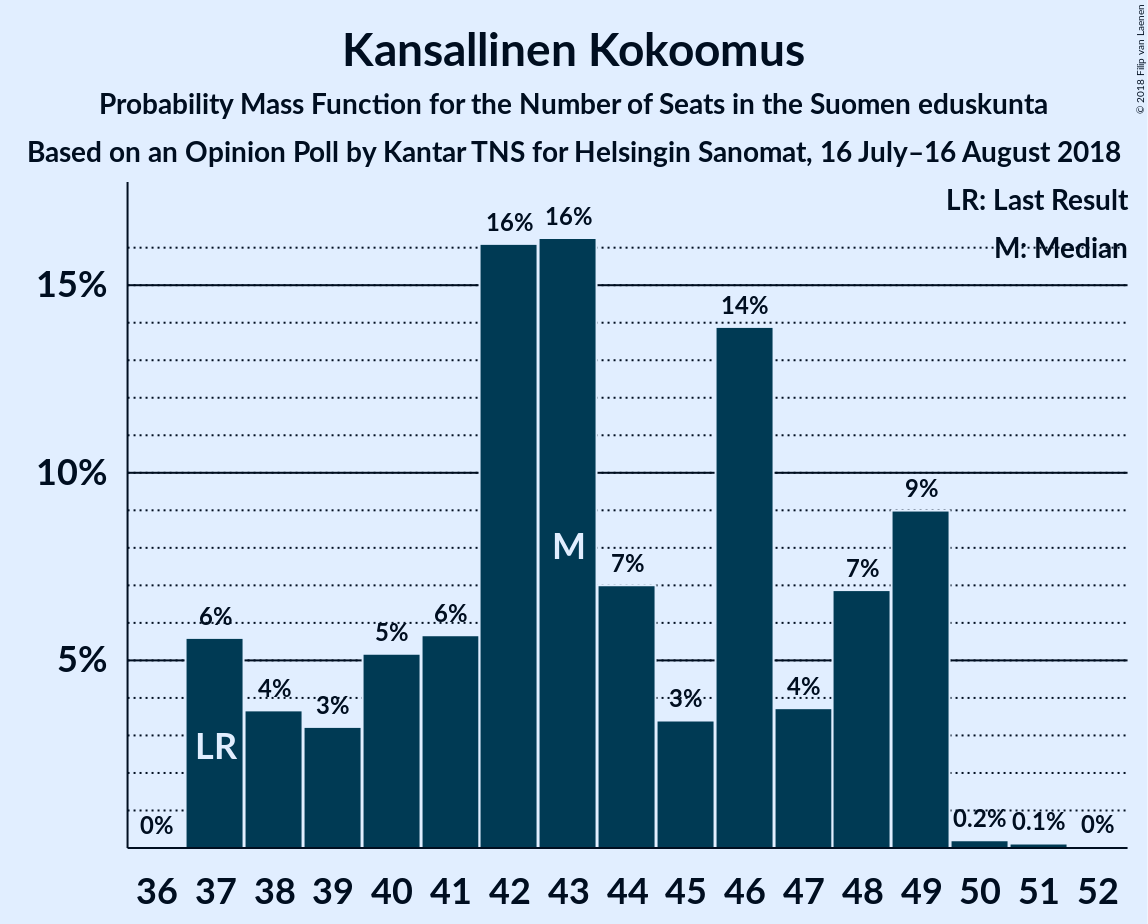 Kansallinen Kokoomus
Probability Mass Function for the Number of Seats in the Suomen eduskunta
Based on an Opinion Poll by Kantar TNS for Helsingin Sanomat, 16 July–16 August 2018
© 2018 Filip van Laenen
LR: Last Result
M: Median
15%
10%
5%
0%
6%
4%
3%
5%
6%
16%
16%
7%
3%
14%
4%
7%
9%
0.2%
0.1%
0%
LR
M
36 37 38 39 40 41 42 43 44 45 46 47 48 49 50 51 52